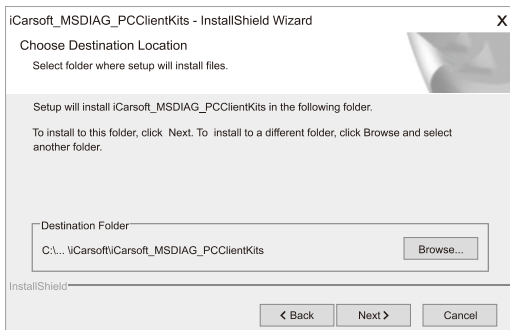 iCarsoft_MSDIAG_PCClientKits - InstallShield Wizard X
Choose Destination Location
Select folder where setup will install files.
Setup will install iCarsoft_MSDIAG_PCClientKits in the following folder.
To install to this folder, click Next. To install to a different folder, click Browse and select
another folder.
Destination Folder
C:\... \iCarsoft\iCarsoft_MSDIAG_PCClientKits Browse...
InstallShield
< Back Next > Cancel